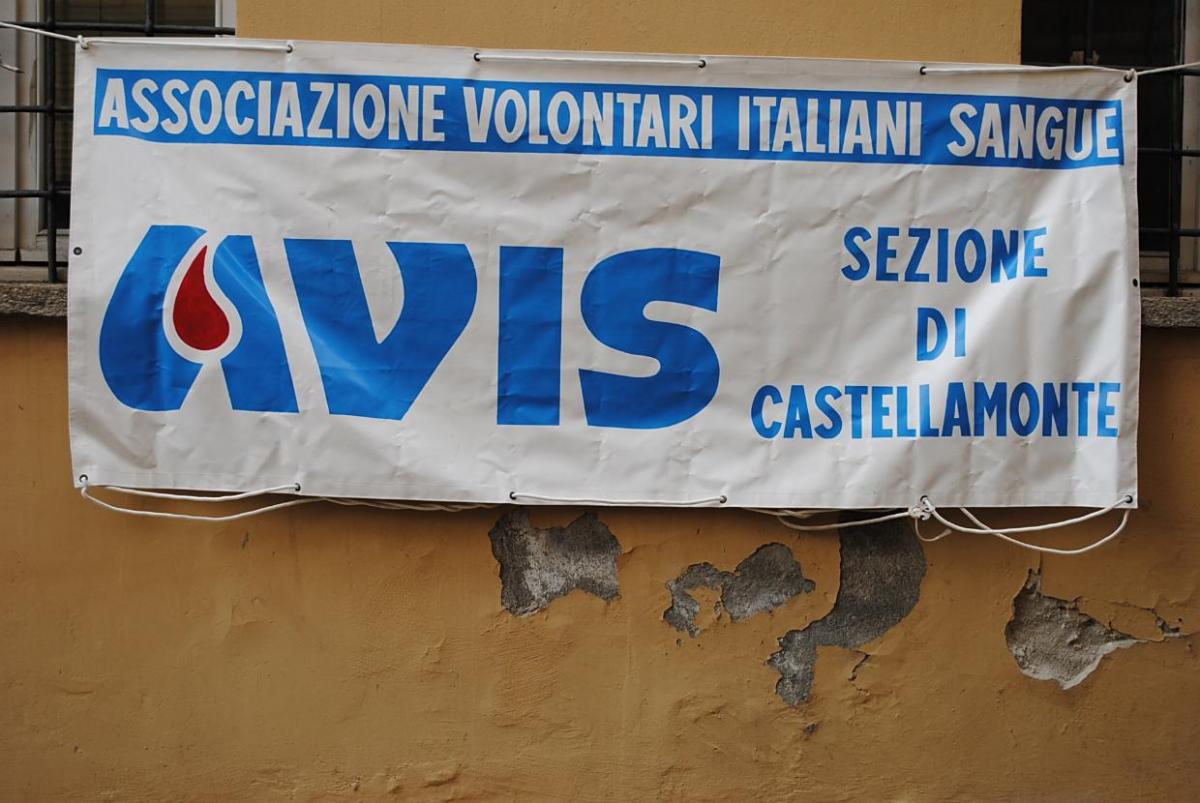 ASSOCIAZIONE VOLONTARI ITALIANI SANGUE
AVIS
SEZIONE
DI
CASTELLAMONTE